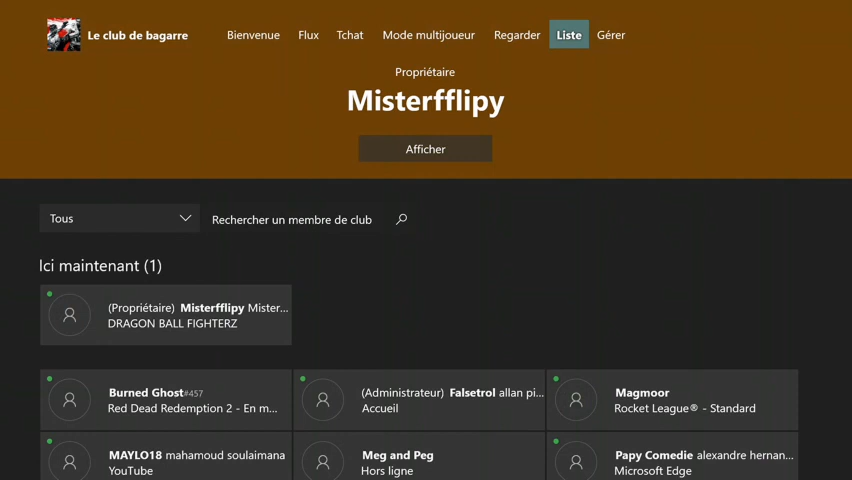 Le club de bagarre
Bienvenue Flux Tchat Mode multijoueur Regarder Liste Gérer
Propriétaire
Misterfflipy
Afficher
Tous
Rechercher un membre de club
Ici maintenant (1)
(Propriétaire) Misterfflipy Mister...
DRAGON BALL FIGHTERZ
Burned Ghost#457
Red Dead Redemption 2 - En m...
(Administrateur) Falsetrol allan pi...
Accueil
Magmoor
Rocket League® - Standard
MAYLO18 mahamoud soulaimana
YouTube
Meg and Peg
Hors ligne
Papy Comedie alexandre hernan...
Microsoft Edge